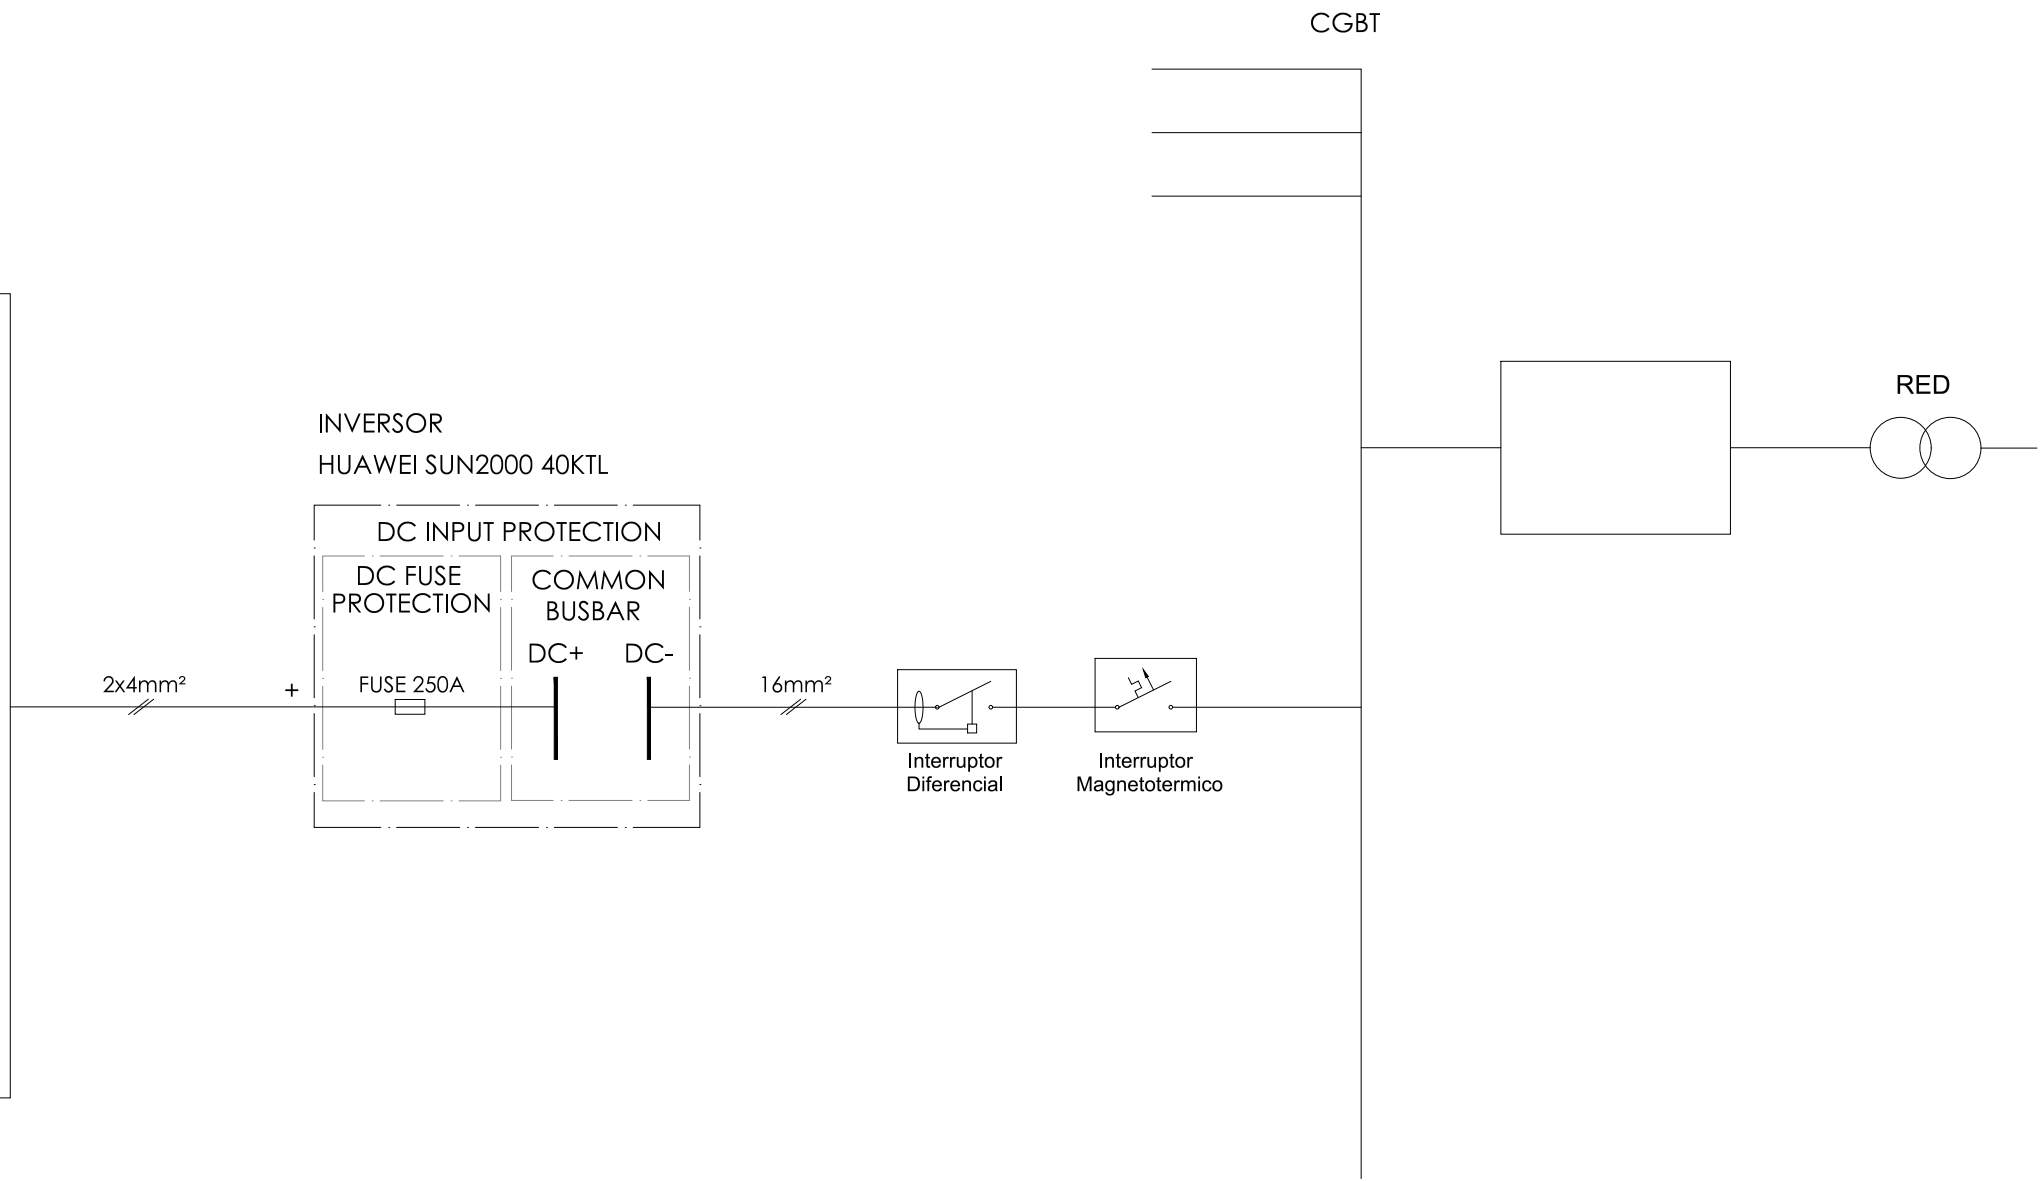 CGBT
RED
INVERSOR
HUAWEI SUN2000 40KTL
DC INPUT PROTECTION
DC FUSE
PROTECTION
COMMON
BUSBAR
DC+
DC-
2x4mm²
+
FUSE 250A
16mm²
Interruptor
Diferencial
Interruptor
Magnetotermico